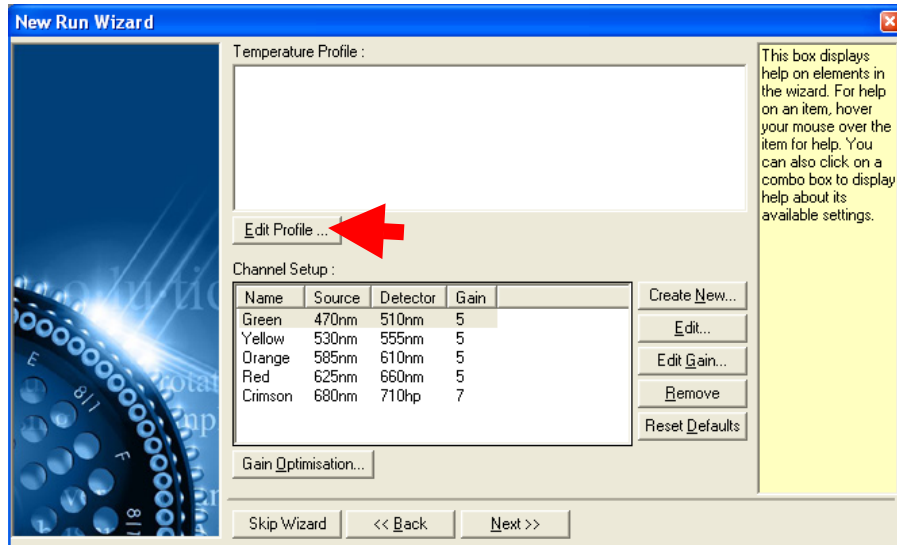 New Run Wizard
Temperature Profile :
Edit Profile ...
Channel Setup :
Name Source Detector Gain
Green 470nm 510nm 5
Yellow 530nm 555nm 5
Orange 585nm 610nm 5
Red 625nm 660nm 5
Crimson 680nm 710hp 7
Create New...
Edit...
Edit Gain...
Remove
Reset Defaults
Gain Optimisation...
Skip Wizard << Back Next >>
This box displays
help on elements in
the wizard. For help
on an item, hover
your mouse over the
item for help. You
can also click on a
combo box to display
help about its
available settings.
E
8/1
F
8/1